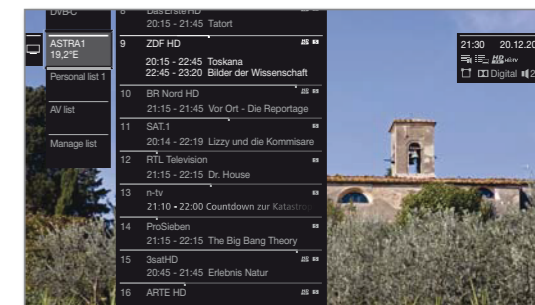 DVB-C
ASTRA1
19,2°E
Personal list 1
AV list
Manage list
8 Das Erste HD
20:15 - 21:45 Tatort
9 ZDF HD
20:15 - 22:45 Toskana
22:45 - 23:20 Bilder der Wissenschaft
10 BR Nord HD
21:15 - 21:45 Vor Ort - Die Reportage
11 SAT.1
20:14 - 22:19 Lizzy und die Kommisare
12 RTL Television
21:15 - 22:15 Dr. House
13 n-tv
21:10 - 22:00 Countdown zur Katastro
14 ProSieben
21:15 - 22:15 The Big Bang Theory
15 3satHD
20:45 - 21:45 Erlebnis Natur
16 ARTE HD
21:30 20.12.20
Digital 2